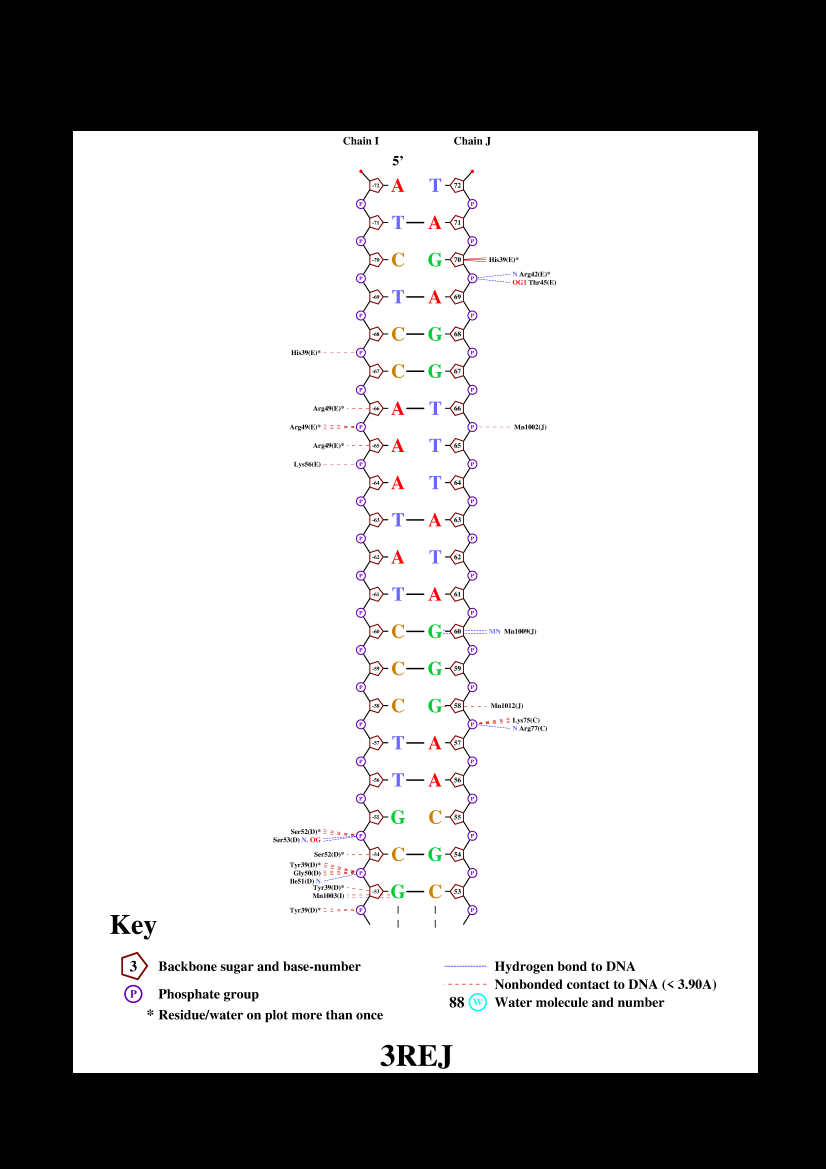 Chain I Chain J
5’
-72 A T 72
P P
-71 T A 71
P P
-70 C G 70 His39(E)*
P P N Arg42(E)*
OG1 Thr45(E)
-69 T A 69
P P
-68 C G 68
His39(E)* P P
-67 C G 67
P P
Arg49(E)* -66 A T 66
Arg49(E)* P P Mn1002(J)
Arg49(E)* -65 A T 65
Lys56(E) P P
-64 A T 64
P P
-63 T A 63
P P
-62 A T 62
P P
-61 T A 61
P P
-60 C G 60 MN Mn1009(J)
P P
-59 C G 59
P P
-58 C G 58 Mn1012(J)
P P Lys75(C)
N Arg77(C)
-57 T A 57
P P
-56 T A 56
P P
-55 G C 55
Ser52(D)* P P
Ser53(D) N, OG
Ser52(D)* -54 C G 54
Tyr39(D)*
Gly50(D) P P
Ile51(D) N
Tyr39(D)*
-53 G C 53
Mn1003(I)
Tyr39(D)* P P
Key
3 Backbone sugar and base-number
P Phosphate group
* Residue/water on plot more than once
Hydrogen bond to DNA
Nonbonded contact to DNA (< 3.90A)
88 W Water molecule and number
3REJ